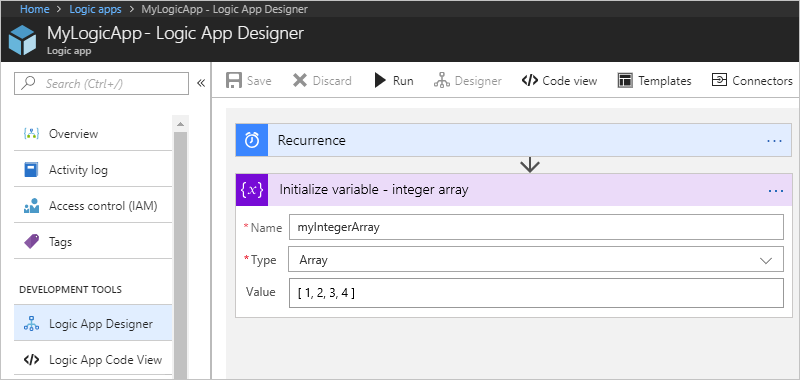 Home > Logic apps > MyLogicApp - Logic App Designer
MyLogicApp - Logic App Designer
Logic app
Search (Ctrl+/)
«
Save
Discard
Run
Designer
</> Code view
Templates
Connectors
Overview
Activity log
Access control (IAM)
Tags
DEVELOPMENT TOOLS
Logic App Designer
</> Logic App Code View
Recurrence ...
{x} Initialize variable - integer array ...
* Name myIntegerArray
* Type Array
Value [ 1, 2, 3, 4 ]